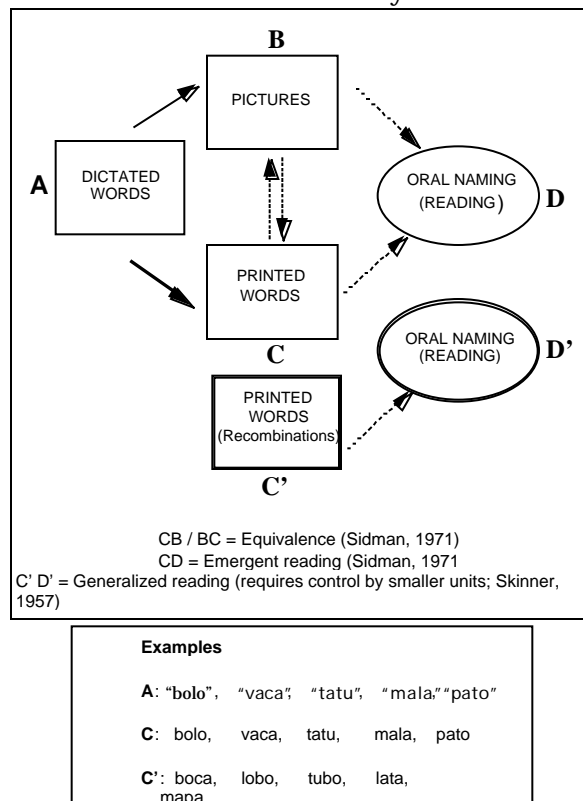 B
PICTURES
A
DICTATED
WORDS
ORAL NAMING
(READING)
D
PRINTED
WORDS
C
ORAL NAMING
(READING)
D’
PRINTED
WORDS
(Recombinations)
C’
CB / BC = Equivalence (Sidman, 1971)
CD = Emergent reading (Sidman, 1971
C’ D’ = Generalized reading (requires control by smaller units; Skinner,
1957)
Examples
A: “bolo”, “vaca”, “tatu”, “mala,” “pato”
C: bolo, vaca, tatu, mala, pato
C’: boca, lobo, tubo, lata,
mapa